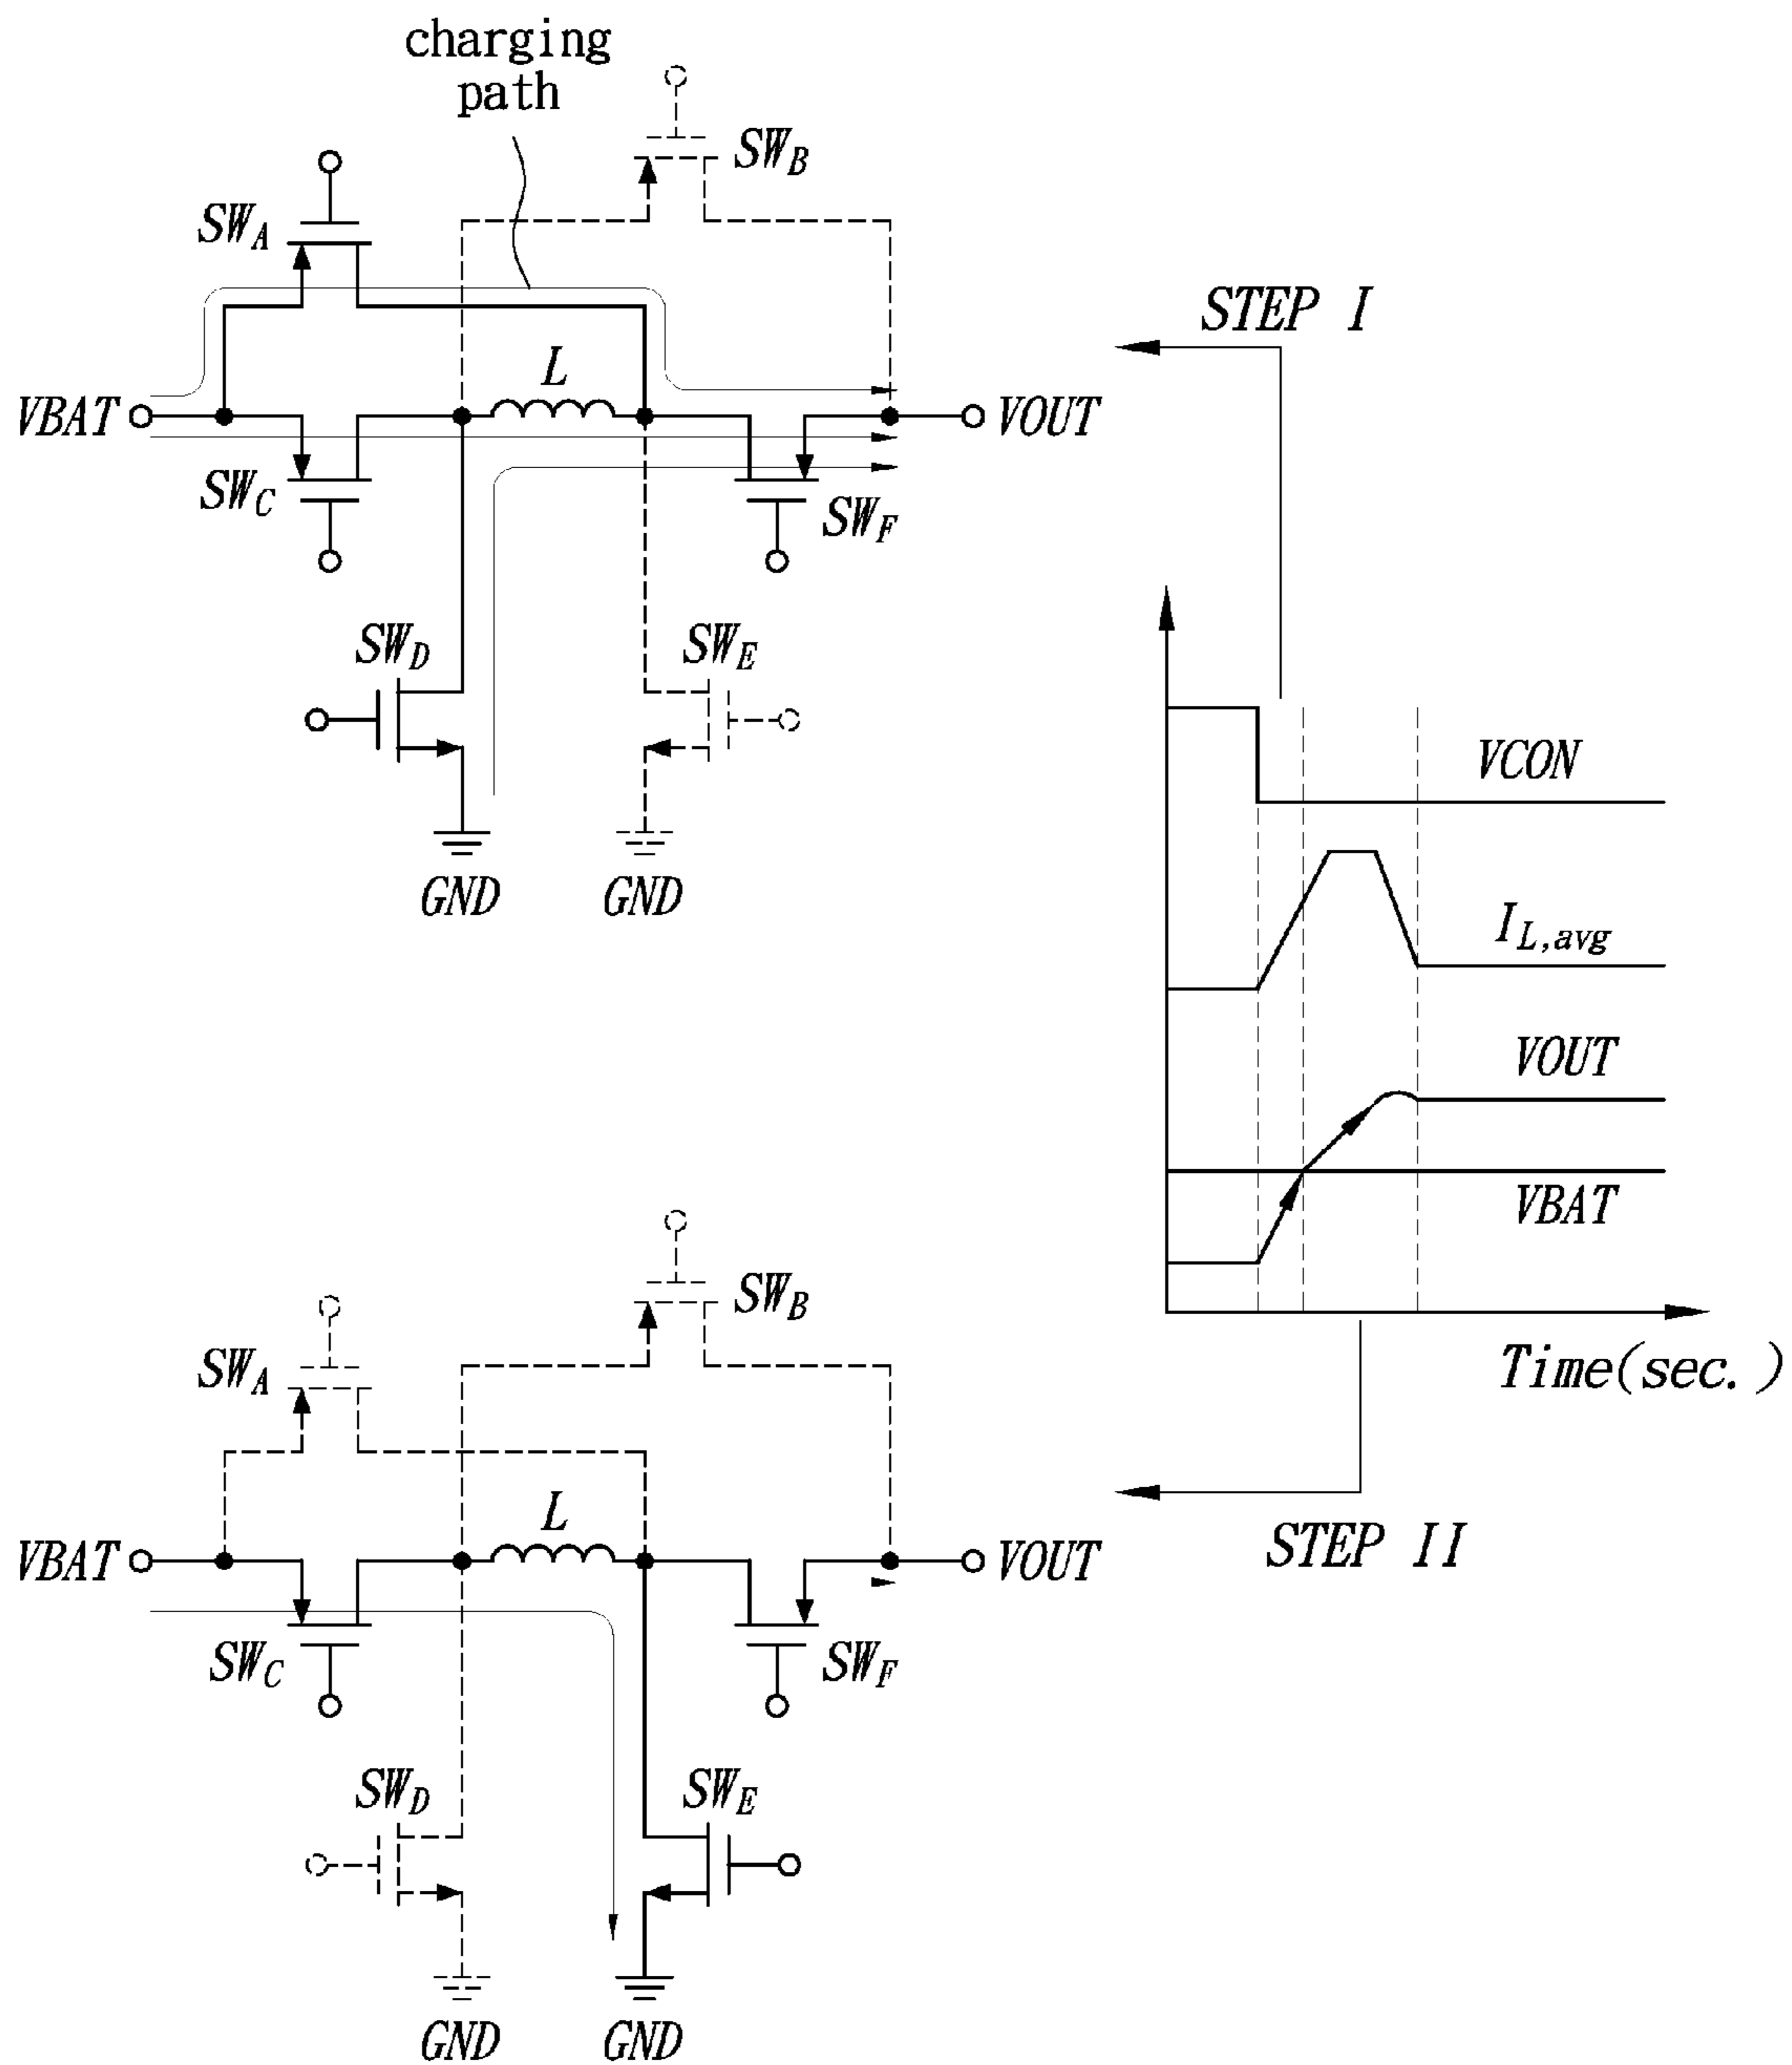 charging
path
SW_B
SW_A
STEP I
L
VBAT
VOUT
SW_C
SW_F
SW_D
SW_E
GND
GND
VCON
I_{L,avg}
VOUT
VBAT
Time(sec.)
STEP II
SW_B
SW_A
L
VBAT
VOUT
SW_C
SW_F
SW_D
SW_E
GND
GND